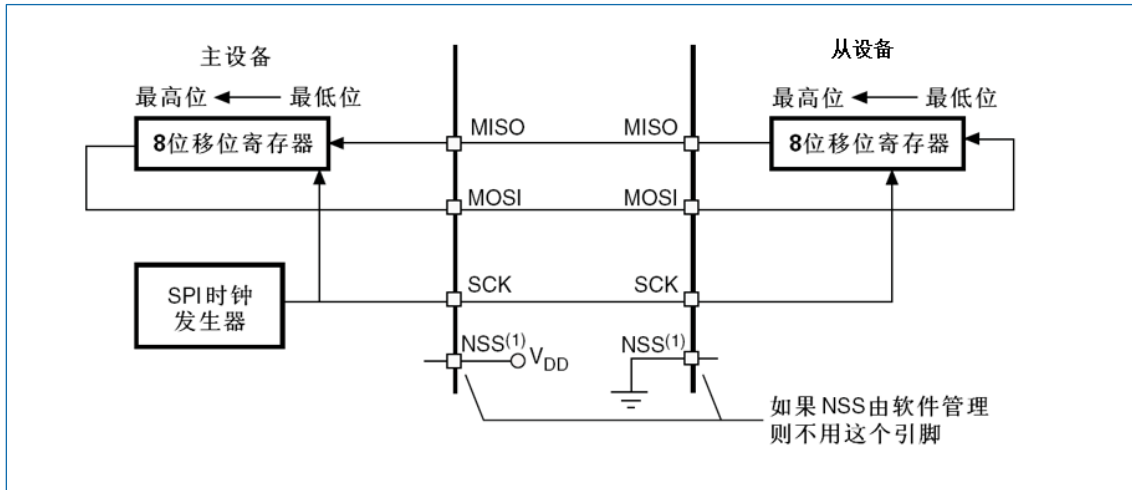 主设备
从设备
最高位 最低位
最高位 最低位
8位移位寄存器
MISO
MISO
8位移位寄存器
MOSI
MOSI
SPI时钟
发生器
SCK
SCK
NSS(1)
VDD
NSS(1)
如果NSS由软件管理
则不用这个引脚